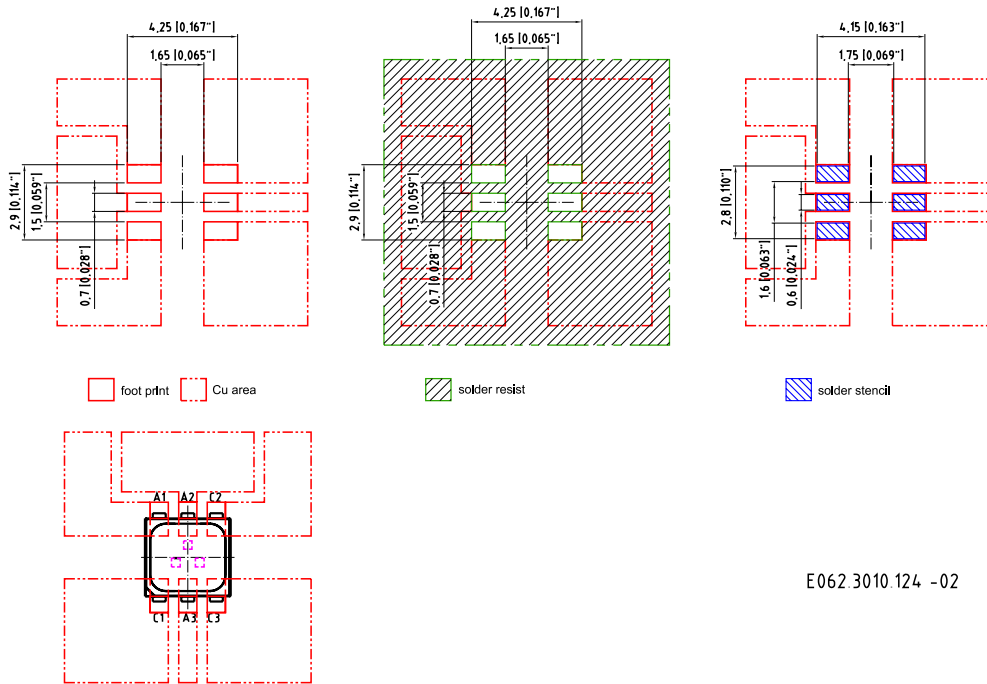 4.25 [0.167"]
1.65 [0.065"]
2.9 [0.114"]
1.5 [0.059"]
0.7 [0.028"]
4.25 [0.167"]
1.65 [0.065"]
2.9 [0.114"]
1.5 [0.059"]
0.7 [0.028"]
4.15 [0.163"]
1.75 [0.069"]
2.8 [0.110"]
1.6 [0.063"]
0.6 [0.024"]
foot print
Cu area
solder resist
solder stencil
A1 A2 C2
C1 A3 C3
E062.3010.124 -02